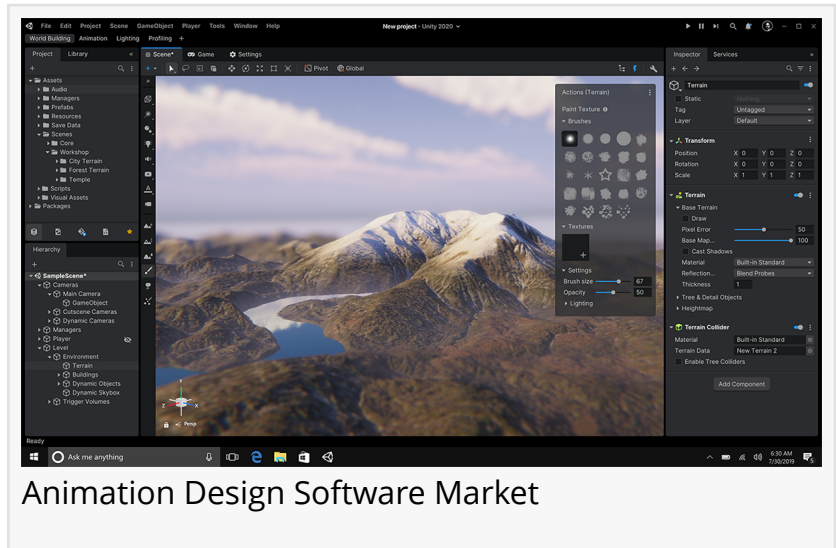 File Edit Project Scene GameObject Player Tools Window Help New project - Unity 2020
World Building Animation Lighting Profiling +
Project Library
Scene* Game Settings
Inspector Services
Pivot Global
Assets
Audio
Managers
Prefabs
Resources
Save Data
Scenes
Core
Workshop
City Terrain
Forest Terrain
Temple
Scripts
Visual Assets
Packages
Hierarchy
SampleScene*
Cameras
Main Camera
GameObject
Cutscene Cameras
Dynamic Cameras
Managers
Player
Level
Environment
Terrain
Buildings
Dynamic Objects
Dynamic Skybox
Trigger Volumes
Y
Z X
Persp
Actions (Terrain)
Paint Texture
Brushes
Textures
Settings
Brush size 67
Opacity 50
Lighting
Terrain
Static
Tag Untagged
Layer Default
Transform
Position X 0 Y 0 Z 0
Rotation X 0 Y 0 Z 0
Scale X 1 Y 1 Z 1
Terrain
Base Terrain
Draw
Pixel Error 50
Base Map... 100
Cast Shadows
Material Built-in Standard
Reflection... Blend Probes
Thickness 1
Tree & Detail Objects
Heightmap
Terrain Collider
Material Built-in Standard
Terrain Data New Terrain 2
Enable Tree Colliders
Add Component
Ready
Ask me anything
6:30 AM
7/30/2019
Animation Design Software Market